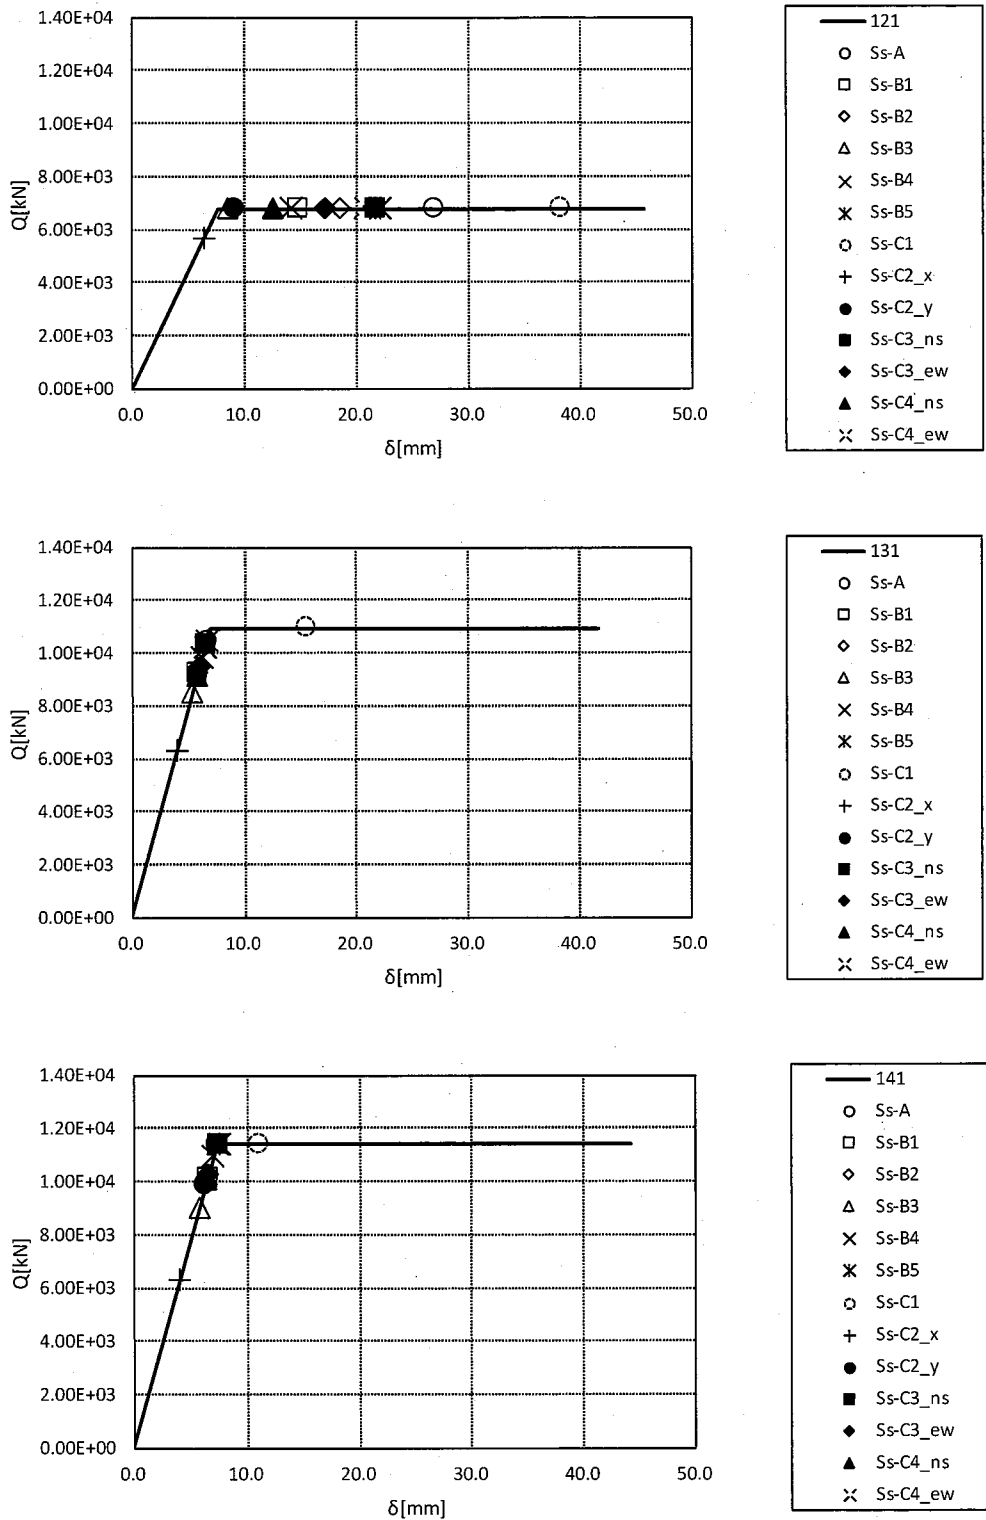 1.40E+04
1.20E+04
1.00E+04
8.00E+03
6.00E+03
4.00E+03
2.00E+03
0.00E+00
Q[kN]
0.0 10.0 20.0 30.0 40.0 50.0
δ[mm]
121
Ss-A
Ss-B1
Ss-B2
Ss-B3
Ss-B4
Ss-B5
Ss-C1
Ss-C2_x
Ss-C2_y
Ss-C3_ns
Ss-C3_ew
Ss-C4_ns
Ss-C4_ew
1.40E+04
1.20E+04
1.00E+04
8.00E+03
6.00E+03
4.00E+03
2.00E+03
0.00E+00
Q[kN]
0.0 10.0 20.0 30.0 40.0 50.0
δ[mm]
131
Ss-A
Ss-B1
Ss-B2
Ss-B3
Ss-B4
Ss-B5
Ss-C1
Ss-C2_x
Ss-C2_y
Ss-C3_ns
Ss-C3_ew
Ss-C4_ns
Ss-C4_ew
1.40E+04
1.20E+04
1.00E+04
8.00E+03
6.00E+03
4.00E+03
2.00E+03
0.00E+00
Q[kN]
0.0 10.0 20.0 30.0 40.0 50.0
δ[mm]
141
Ss-A
Ss-B1
Ss-B2
Ss-B3
Ss-B4
Ss-B5
Ss-C1
Ss-C2_x
Ss-C2_y
Ss-C3_ns
Ss-C3_ew
Ss-C4_ns
Ss-C4_ew